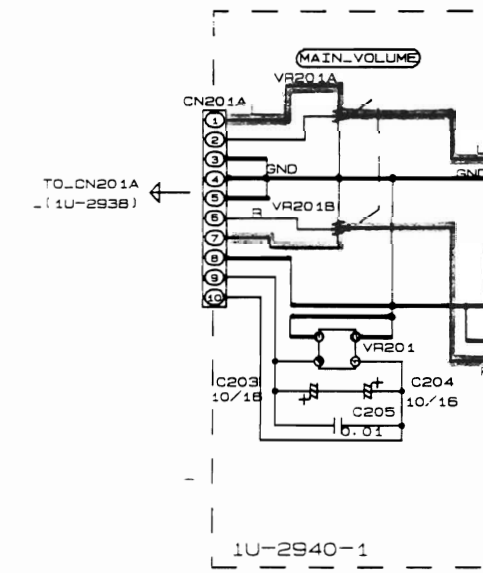 MAIN_VOLUME
VR201A
CN201A
L
1
2
3
GND
4
GND
TO_CN201A
5
(1U-2938)
VR201B
R
6
7
8
9
10
VR201
C203
10/16
C204
10/16
C205
0.01
1U-2940-1